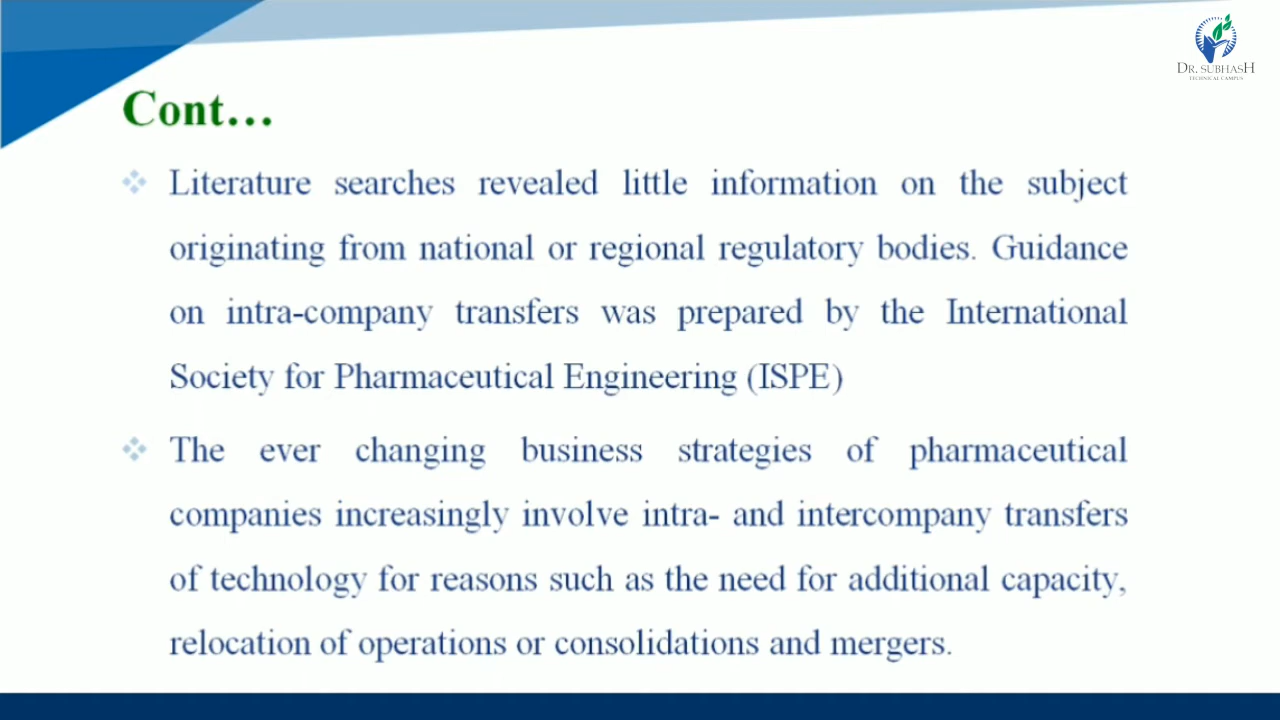 DR. SUBHASH
TECHNICAL CAMPUS
Cont...
Literature searches revealed little information on the subject
originating from national or regional regulatory bodies. Guidance
on intra-company transfers was prepared by the International
Society for Pharmaceutical Engineering (ISPE)
The ever changing business strategies of pharmaceutical
companies increasingly involve intra- and intercompany transfers
of technology for reasons such as the need for additional capacity,
relocation of operations or consolidations and mergers.